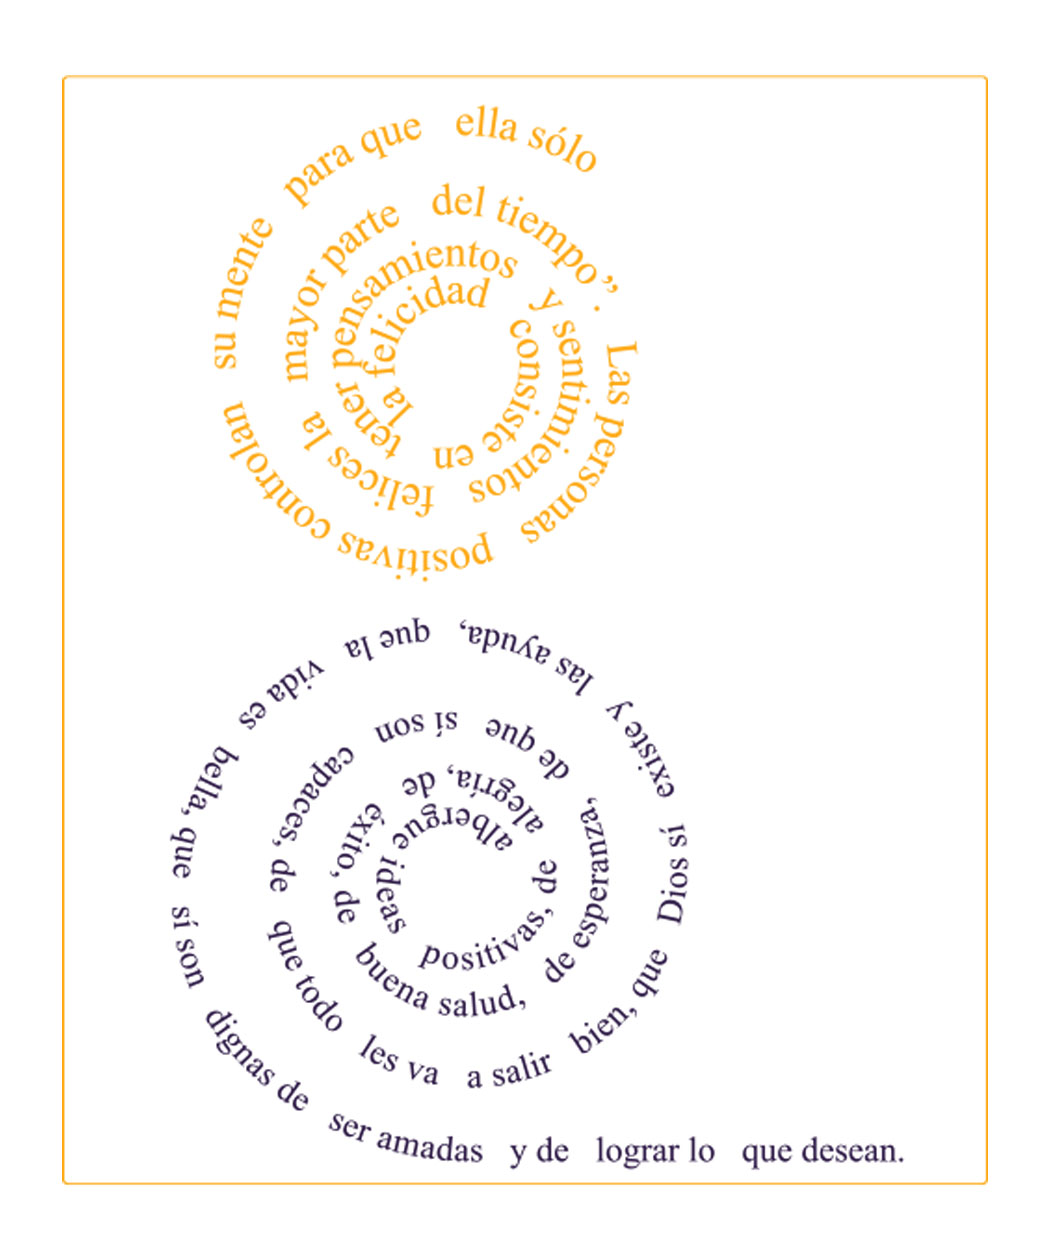 la felicidad consiste en tener pensamientos y sentimientos felices la mayor parte del tiempo”. Las personas positivas controlan su mente para que ella sólo
albergue ideas positivas, de alegría, de éxito, de buena salud, de esperanza, de que sí son capaces, de que todo les va a salir bien, que Dios sí existe y las ayuda, que la vida es bella, que sí son dignas de ser amadas y de lograr lo que desean.